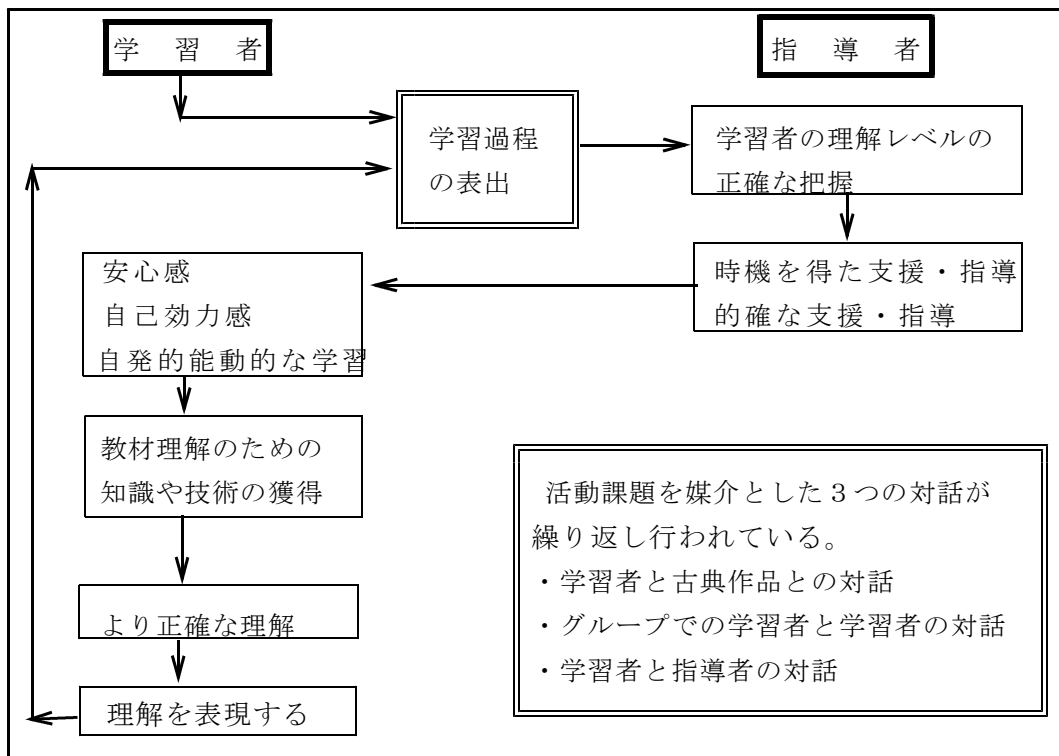 学習者
指導者
学習過程
の表出
学習者の理解レベルの
正確な把握
時機を得た支援・指導
的確な支援・指導
安心感
自己効力感
自発的能動的な学習
教材理解のための
知識や技術の獲得
より正確な理解
理解を表現する
活動課題を媒介とした３つの対話が
繰り返し行われている。
・学習者と古典作品との対話
・グループでの学習者と学習者の対話
・学習者と指導者の対話